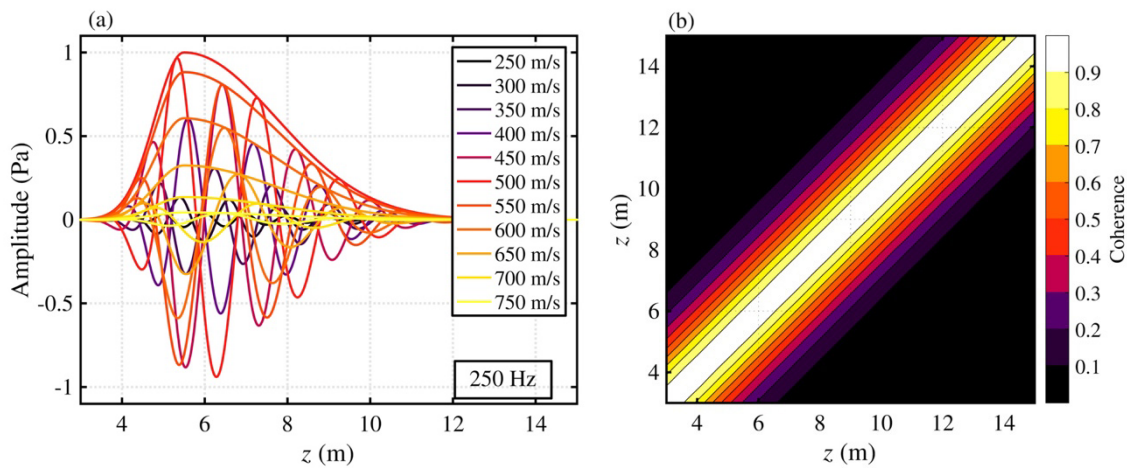 (a)
Amplitude (Pa)
1
0.5
0
-0.5
-1
250 m/s
300 m/s
350 m/s
400 m/s
450 m/s
500 m/s
550 m/s
600 m/s
650 m/s
700 m/s
750 m/s
250 Hz
4 6 8 10 12 14
z (m)
(b)
z (m)
14
12
10
8
6
4
4 6 8 10 12 14
z (m)
0.9
0.8
0.7
0.6
0.5
0.4
0.3
0.2
0.1
Coherence